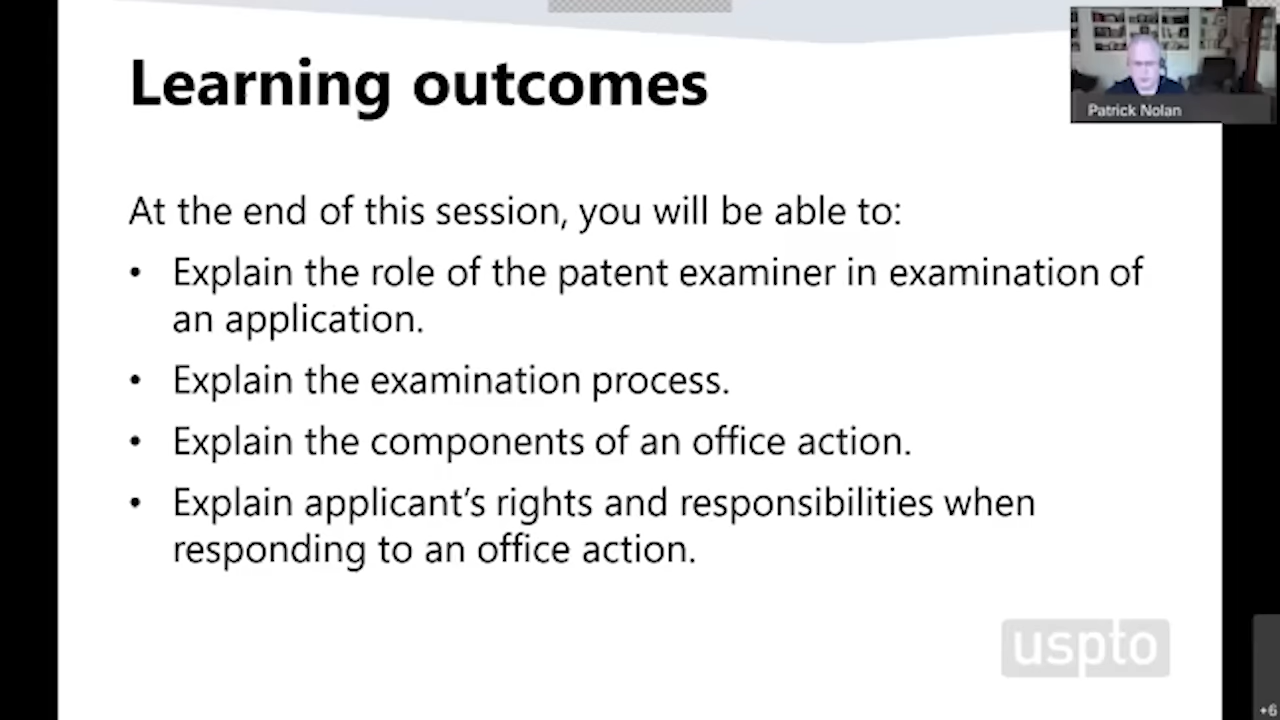 Learning outcomes
Patrick Nolan
At the end of this session, you will be able to:
• Explain the role of the patent examiner in examination of
an application.
• Explain the examination process.
• Explain the components of an office action.
• Explain applicant’s rights and responsibilities when
responding to an office action.
uspto
+6